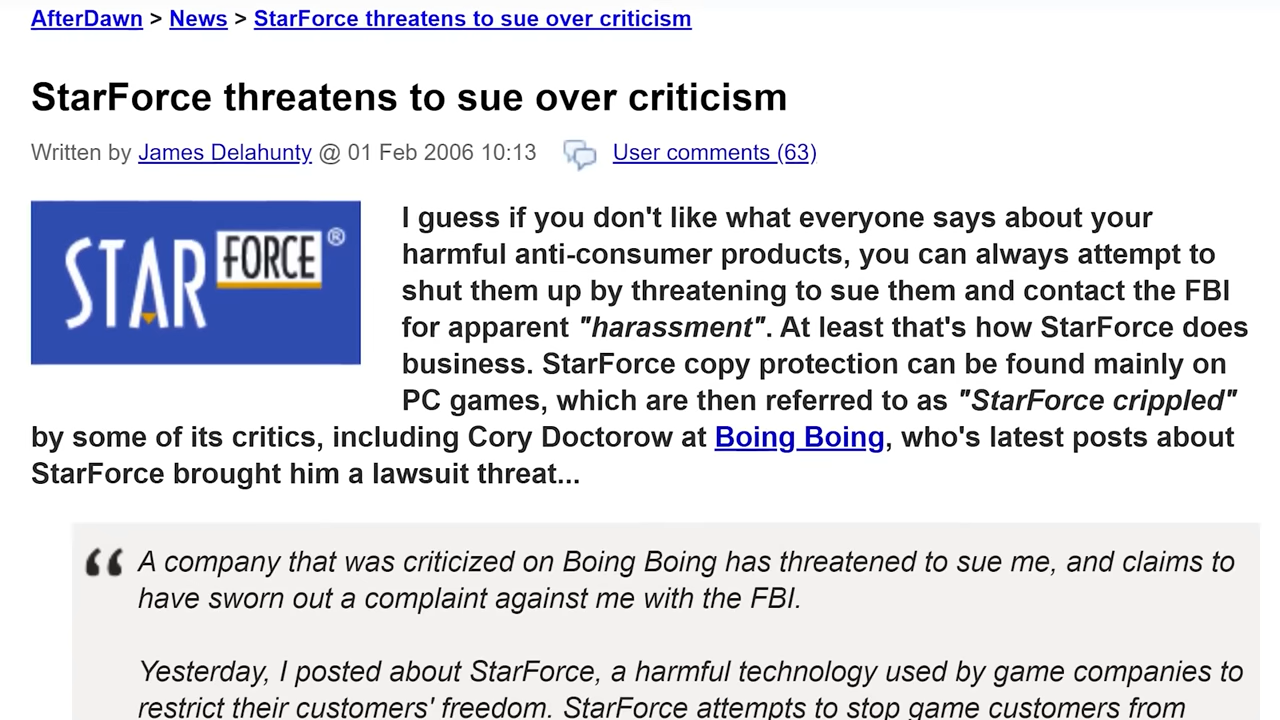 AfterDawn > News > StarForce threatens to sue over criticism
StarForce threatens to sue over criticism
Written by James Delahunty @ 01 Feb 2006 10:13 User comments (63)
STAR FORCE ®
I guess if you don't like what everyone says about your
harmful anti-consumer products, you can always attempt to
shut them up by threatening to sue them and contact the FBI
for apparent "harassment". At least that's how StarForce does
business. StarForce copy protection can be found mainly on
PC games, which are then referred to as "StarForce crippled"
by some of its critics, including Cory Doctorow at Boing Boing, who's latest posts about
StarForce brought him a lawsuit threat...
“ A company that was criticized on Boing Boing has threatened to sue me, and claims to
have sworn out a complaint against me with the FBI.
Yesterday, I posted about StarForce, a harmful technology used by game companies to
restrict their customers' freedom. StarForce attempts to stop game customers from